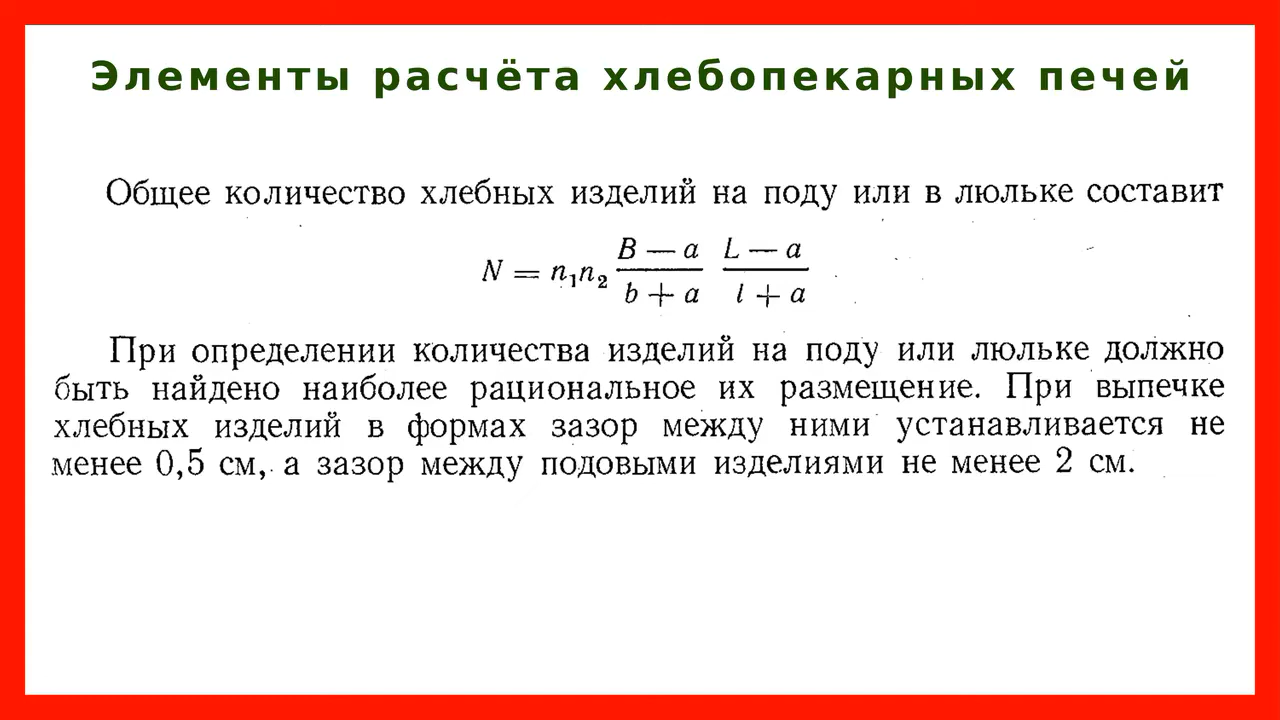 Элементы расчёта хлебопекарных печей
Общее количество хлебных изделий на поду или в люльке составит
N = n₁n₂ (B — a)/(b + a) (L — a)/(l + a)
При определении количества изделий на поду или люльке должно
быть найдено наиболее рациональное их размещение. При выпечке
хлебных изделий в формах зазор между ними устанавливается не
менее 0,5 см, а зазор между подовыми изделиями не менее 2 см.